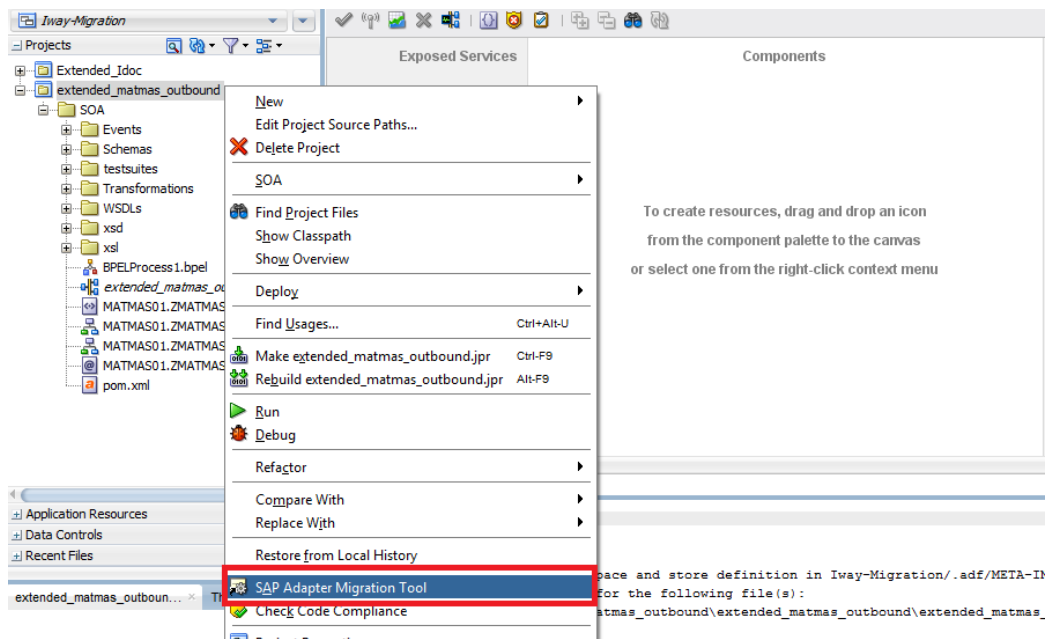 Iway-Migration
Projects
Extended_Idoc
extended_matmas_outbound
SOA
Events
Schemas
testsuites
Transformations
WSDLs
xsd
xsl
BPELProcess1.bpel
extended_matmas_ou
MATMAS01.ZMATMAS
MATMAS01.ZMATMAS
MATMAS01.ZMATMAS
MATMAS01.ZMATMAS
pom.xml
Application Resources
Data Controls
Recent Files
extended_matmas_outboun...
Exposed Services
Components
To create resources, drag and drop an icon
from the component palette to the canvas
or select one from the right-click context menu
New
Edit Project Source Paths...
Delete Project
SOA
Find Project Files
Show Classpath
Show Overview
Deploy
Find Usages... Ctrl+Alt-U
Make extended_matmas_outbound.jpr Ctrl-F9
Rebuild extended_matmas_outbound.jpr Alt-F9
Run
Debug
Refactor
Compare With
Replace With
Restore from Local History
SAP Adapter Migration Tool
Check Code Compliance
pace and store definition in Iway-Migration/.adf/META-IN
for the following file(s):
atmas_outbound\extended_matmas_outbound\extended_matmas_